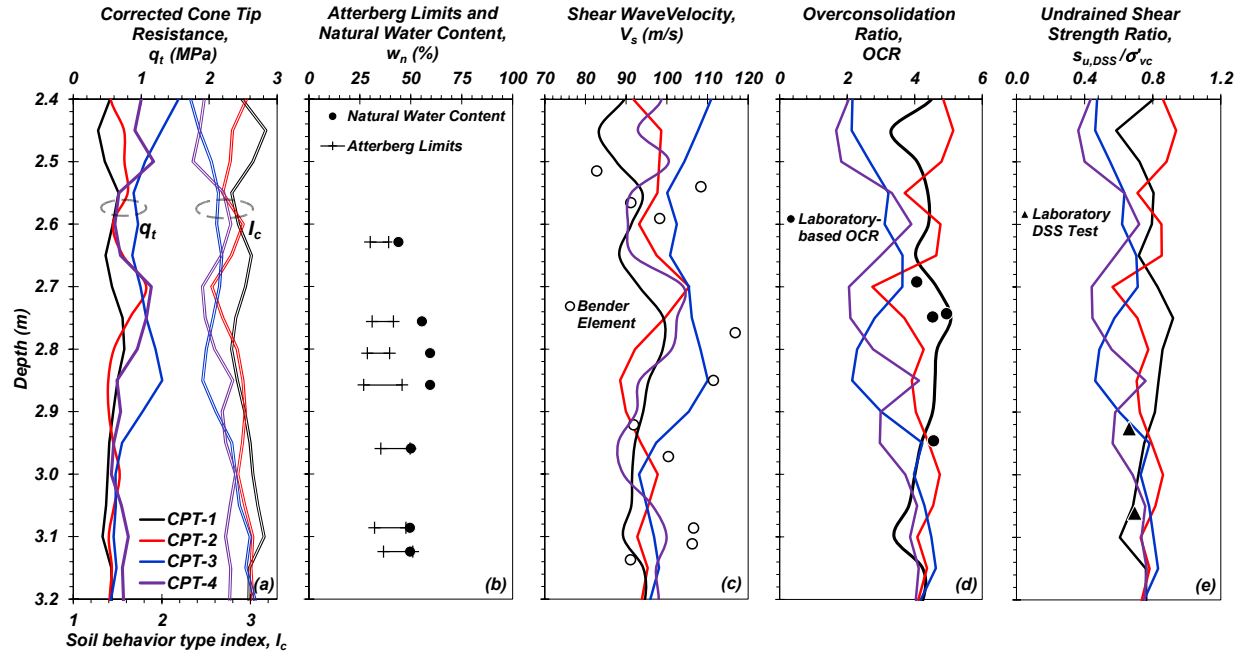 Corrected Cone Tip
Resistance,
qt (MPa)
0 1 2 3
Atterberg Limits and
Natural Water Content,
wn (%)
0 25 50 75 100
Shear WaveVelocity,
Vs (m/s)
70 80 90 100 110 120
Overconsolidation
Ratio,
OCR
0 2 4 6
Undrained Shear
Strength Ratio,
su,DSS/σ'vc
0.0 0.4 0.8 1.2
Depth (m)
2.4
2.5
2.6
2.7
2.8
2.9
3.0
3.1
3.2
qt
Ic
CPT-1
CPT-2
CPT-3
CPT-4
(a)
1 2 3
Soil behavior type index, Ic
Natural Water Content
Atterberg Limits
(b)
Bender
Element
(c)
Laboratory-
based OCR
(d)
Laboratory
DSS Test
(e)